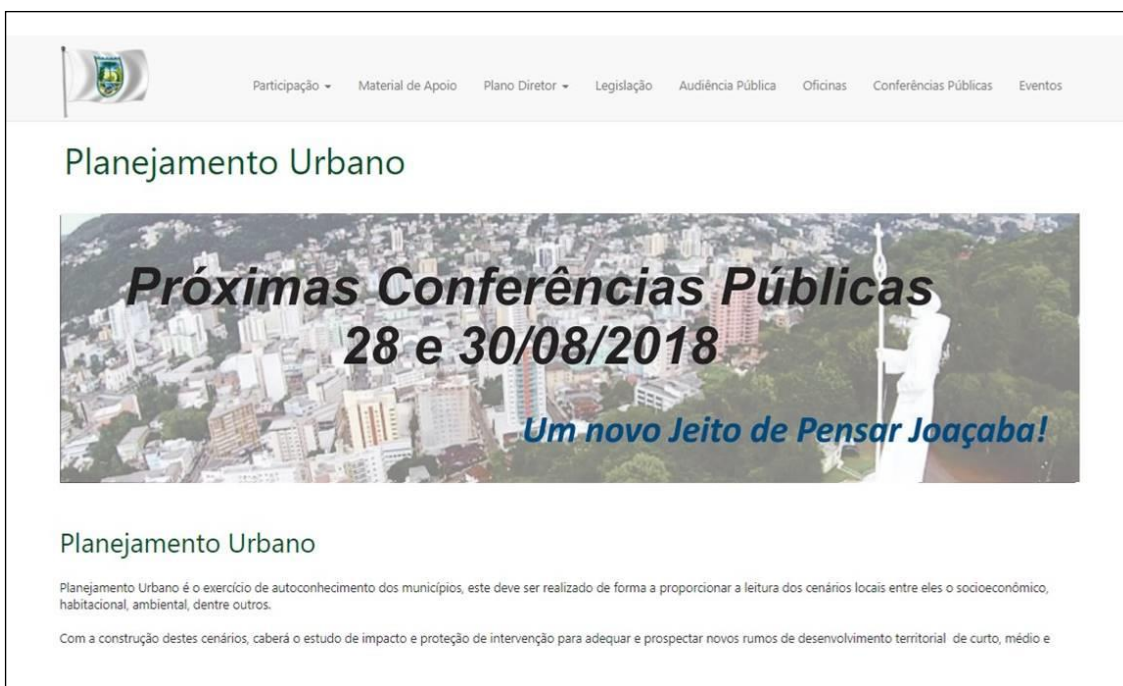 Participação
Material de Apoio
Plano Diretor
Legislação
Audiência Pública
Oficinas
Conferências Públicas
Eventos
Planejamento Urbano
Próximas Conferências Públicas
28 e 30/08/2018
Um novo Jeito de Pensar Joaçaba!
Planejamento Urbano
Planejamento Urbano é o exercício de autoconhecimento dos municípios, este deve ser realizado de forma a proporcionar a leitura dos cenários locais entre eles o socioeconômico,
habitacional, ambiental, dentre outros.
Com a construção destes cenários, caberá o estudo de impacto e proteção de intervenção para adequar e prospectar novos rumos de desenvolvimento territorial de curto, médio e